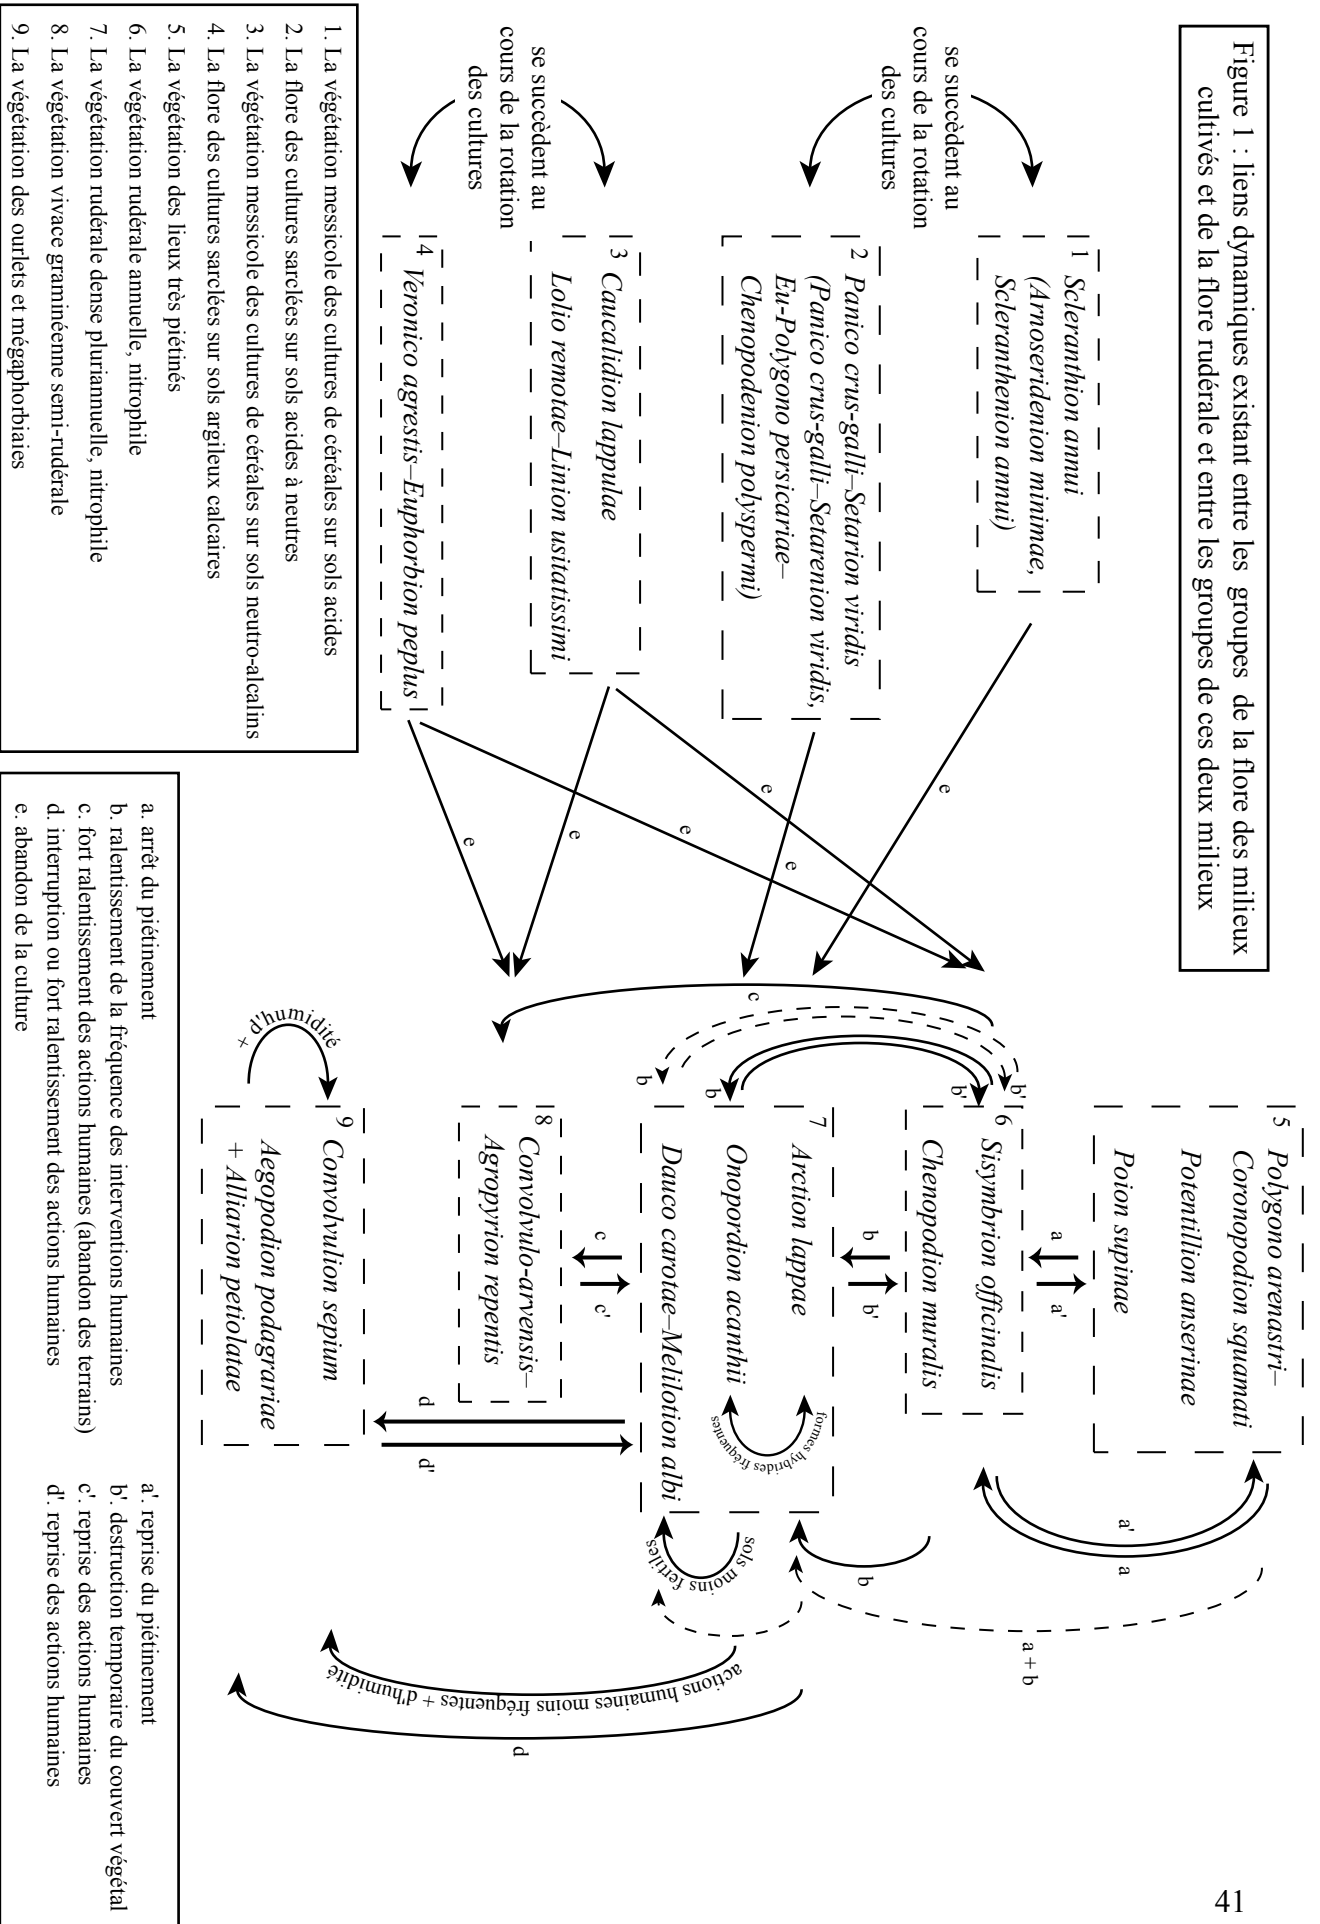 Figure 1 : liens dynamiques existant entre les groupes de la flore des milieux
cultivés et de la flore rudérale et entre les groupes de ces deux milieux
se succèdent au
cours de la rotation
des cultures
se succèdent au
cours de la rotation
des cultures
1 Scleranthion annui
(Arnoseridenion minimae,
Scleranthenion annui)
2 Panico crus-galli–Setarion viridis
(Panico crus-galli–Setarenion viridis,
Eu-Polygono persicariae–
Chenopodenion polyspermi)
3 Caucalidion lappulae
Lolio remotae–Linion usitatissimi
4 Veronico agrestis–Euphorbion peplus
e
e
e
e
e
e
c
b
b'
b
b'
5 Polygono arenastri–
Coronopodion squamati
Potentillion anserinae
Poion supinae
a
a'
6 Sisymbrion officinalis
Chenopodion muralis
b
b'
7 Arction lappae
Onopordion acanthii
Dauco carotae–Melilotion albi
formes hybrides fréquentes
c
c'
8 Convolvulo-arvensis–
Agropyrion repentis
d
d'
9 Convolvulion sepium
Aegopodion podagrariae
+ Alliarion petiolatae
+ d'humidité
a'
a
b
a + b
sols moins fertiles
actions humaines moins fréquentes + d'humidité
d
1. La végétation messicole des cultures de céréales sur sols acides
2. La flore des cultures sarclées sur sols acides à neutres
3. La végétation messicole des cultures de céréales sur sols neutro-alcalins
4. La flore des cultures sarclées sur sols argileux calcaires
5. La végétation des lieux très piétinés
6. La végétation rudérale annuelle, nitrophile
7. La végétation rudérale dense pluriannuelle, nitrophile
8. La végétation vivace graminéenne semi-rudérale
9. La végétation des ourlets et mégaphorbiaies
a. arrêt du piétinement
b. ralentissement de la fréquence des interventions humaines
c. fort ralentissement des actions humaines (abandon des terrains)
d. interruption ou fort ralentissement des actions humaines
e. abandon de la culture
a'. reprise du piétinement
b'. destruction temporaire du couvert végétal
c'. reprise des actions humaines
d'. reprise des actions humaines
41